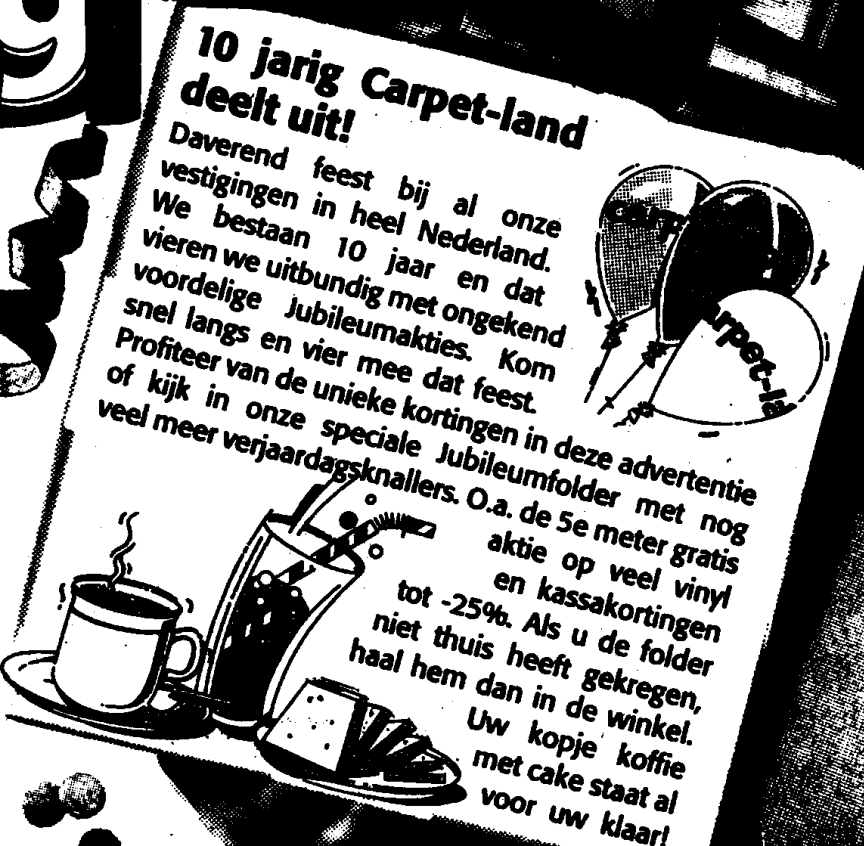 9
10 jarig Carpet-land
deelt uit!
Daverend feest bij al onze
vestigingen in heel Nederland.
We bestaan 10 jaar en dat
vieren we uitbundig met ongekend
voordelige Jubileumakties. Kom
snel langs en vier mee dat feest.
Profiteer van de unieke kortingen in deze advertentie
of kijk in onze speciale Jubileumfolder met nog
veel meer verjaardagsknallers. O.a. de 5e meter gratis
aktie op veel vinyl
en kassakortingen
tot -25%. Als u de folder
niet thuis heeft gekregen,
haal hem dan in de winkel.
Uw kopje koffie
met cake staat al
voor uw klaar!
carp
arpet-la